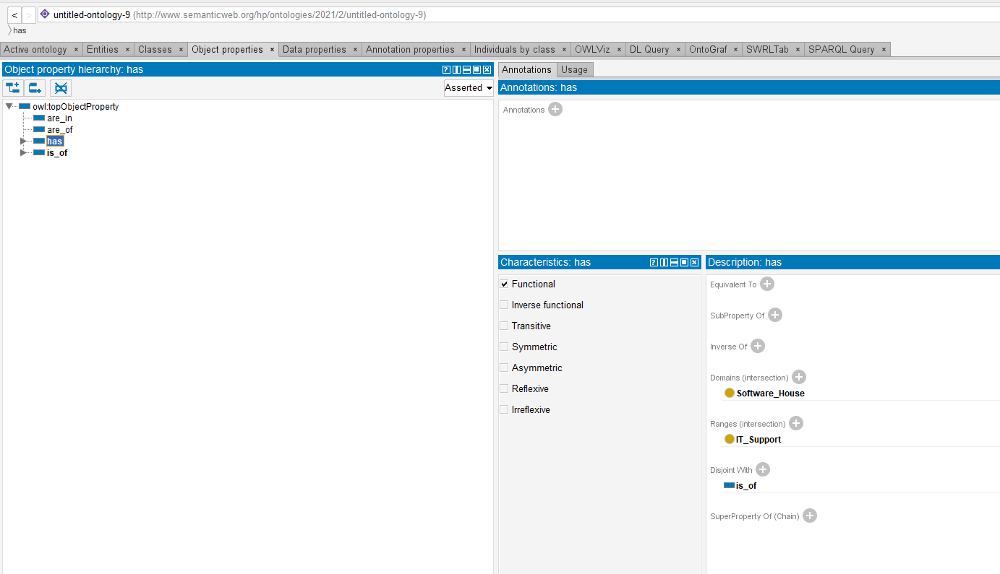 < > untitled-ontology-9 (http://www.semanticweb.org/hp/ontologies/2021/2/untitled-ontology-9)
has
Active ontology × Entities × Classes × Object properties × Data properties × Annotation properties × Individuals by class × OWLViz × DL Query × OntoGraf × SWRLTab × SPARQL Query ×
Object property hierarchy: has
Asserted
owl:topObjectProperty
are_in
are_of
has
is_of
Annotations Usage
Annotations: has
Annotations
Characteristics: has
Functional
Inverse functional
Transitive
Symmetric
Asymmetric
Reflexive
Irreflexive
Description: has
Equivalent To
SubProperty Of
Inverse Of
Domains (intersection)
Software_House
Ranges (intersection)
IT_Support
Disjoint With
is_of
SuperProperty Of (Chain)